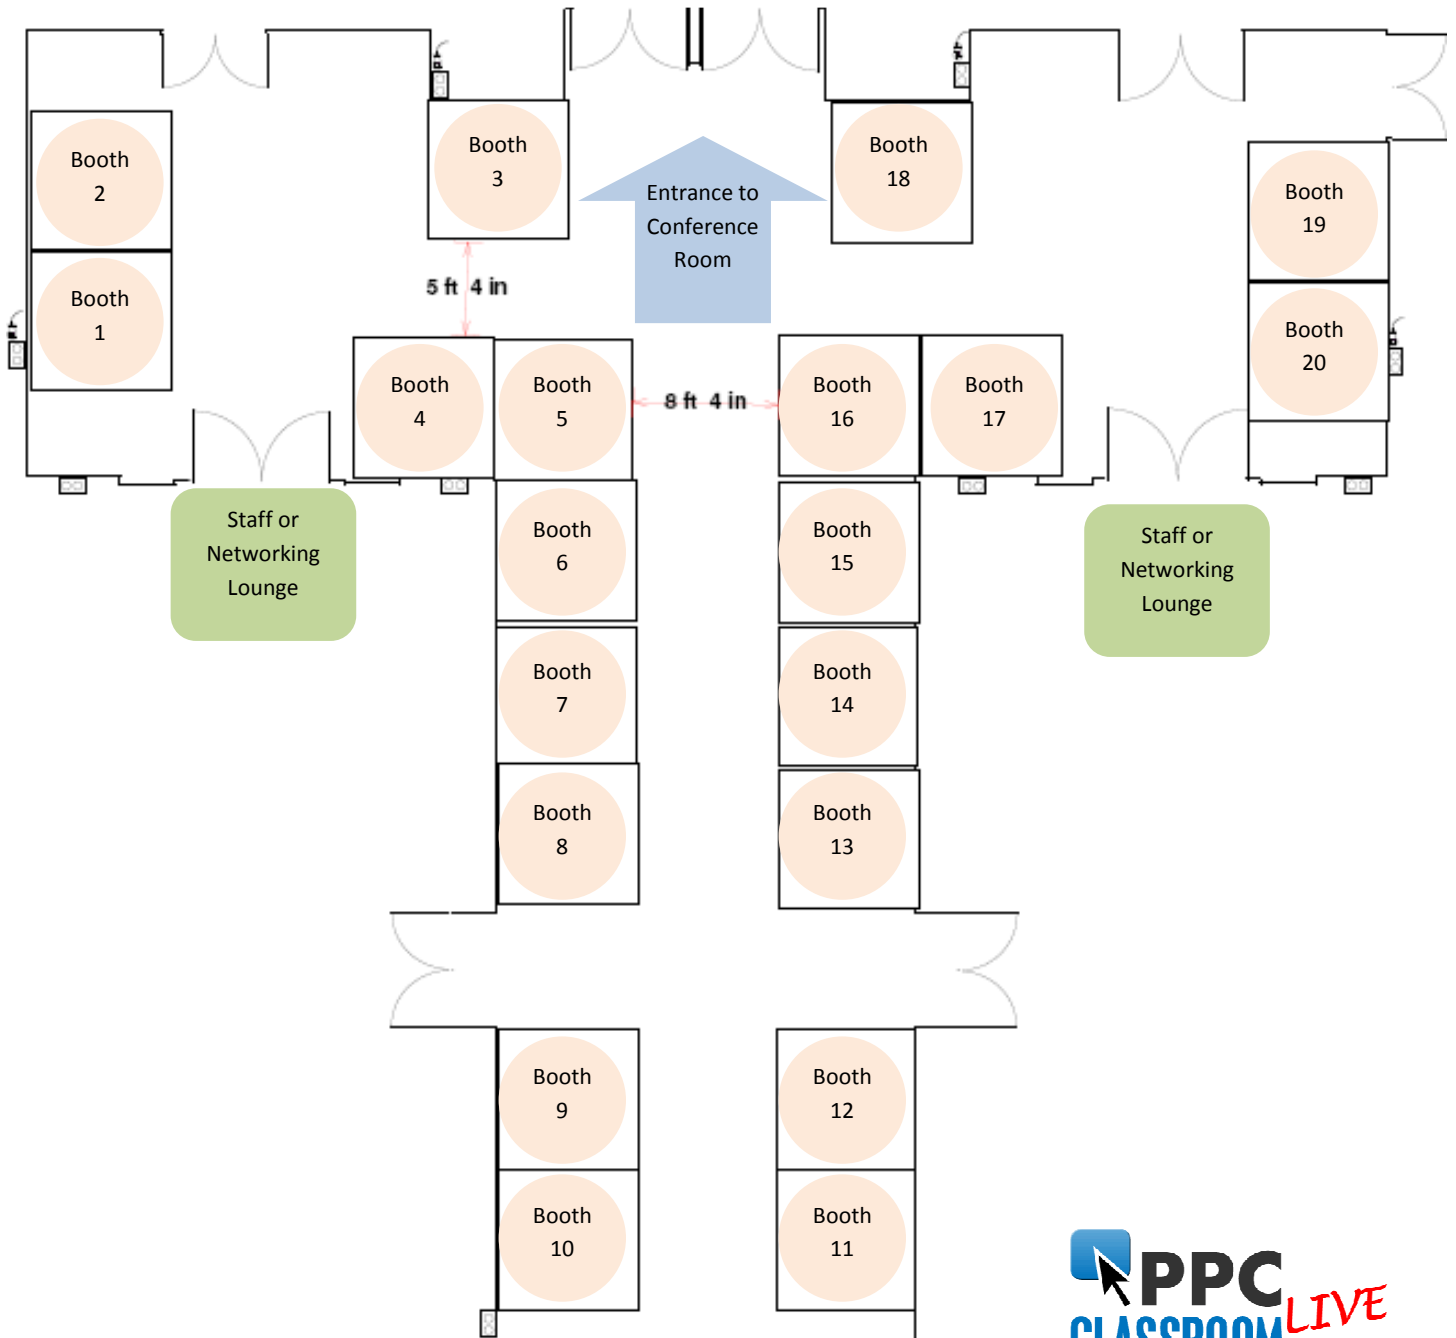 Booth
2
Booth
1
Booth
3
Entrance to
Conference
Room
Booth
18
Booth
19
Booth
20
5 ft 4 in
Booth
4
Booth
5
8 ft 4 in
Booth
16
Booth
17
Staff or
Networking
Lounge
Staff or
Networking
Lounge
Booth
6
Booth
15
Booth
7
Booth
14
Booth
8
Booth
13
Booth
9
Booth
12
Booth
10
Booth
11
PPC
CLASSROOM LIVE